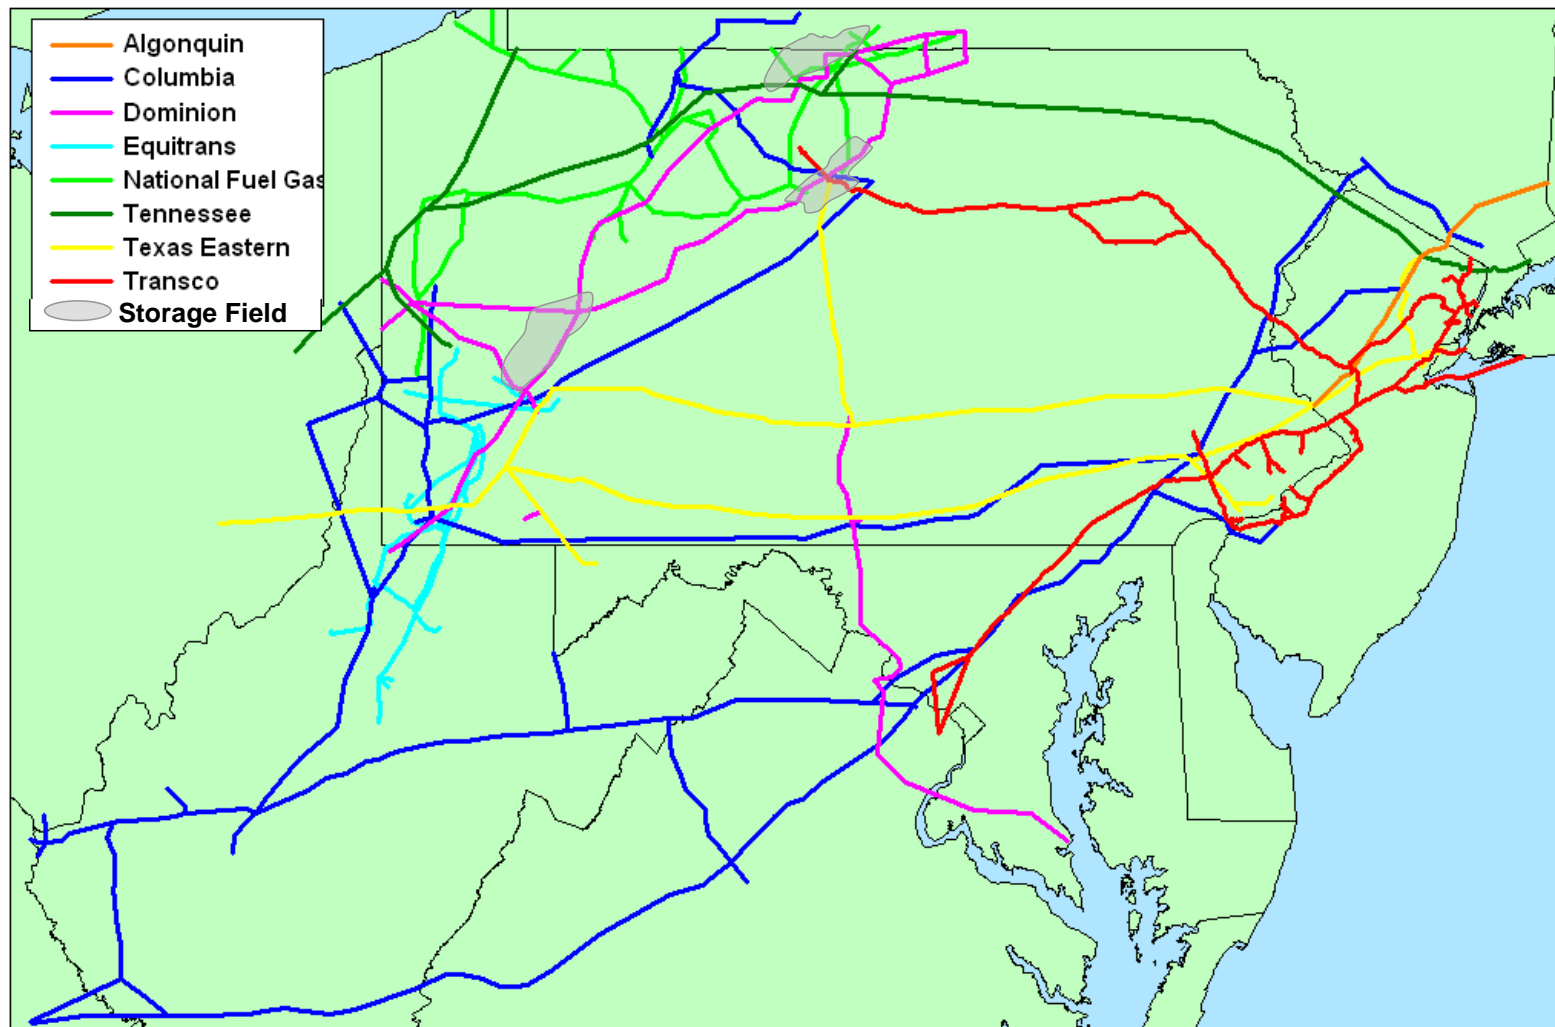 Algonquin
Columbia
Dominion
Equitrans
National Fuel Gas
Tennessee
Texas Eastern
Transco
Storage Field